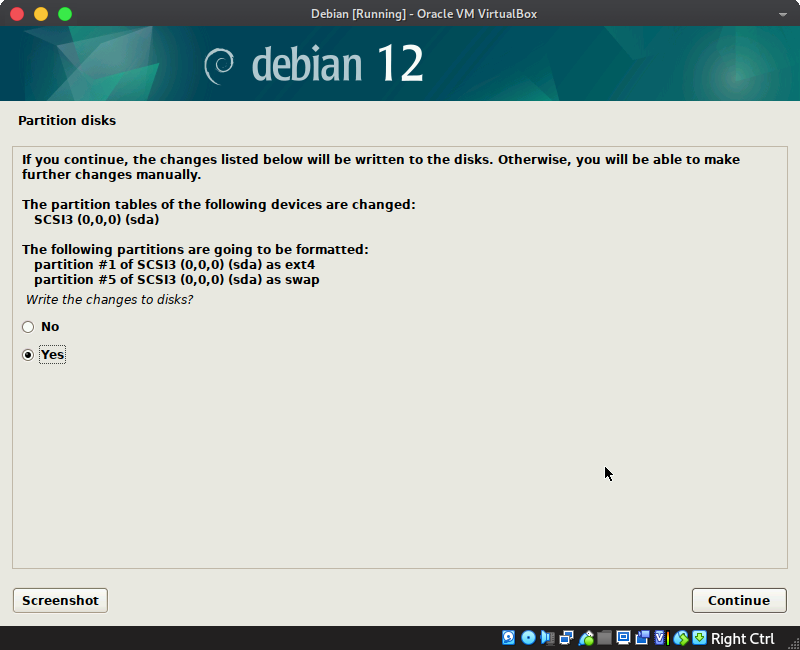 Debian [Running] - Oracle VM VirtualBox
debian 12
Partition disks
If you continue, the changes listed below will be written to the disks. Otherwise, you will be able to make
further changes manually.
The partition tables of the following devices are changed:
SCSI3 (0,0,0) (sda)
The following partitions are going to be formatted:
partition #1 of SCSI3 (0,0,0) (sda) as ext4
partition #5 of SCSI3 (0,0,0) (sda) as swap
Write the changes to disks?
No
Yes
Screenshot
Continue
Right Ctrl